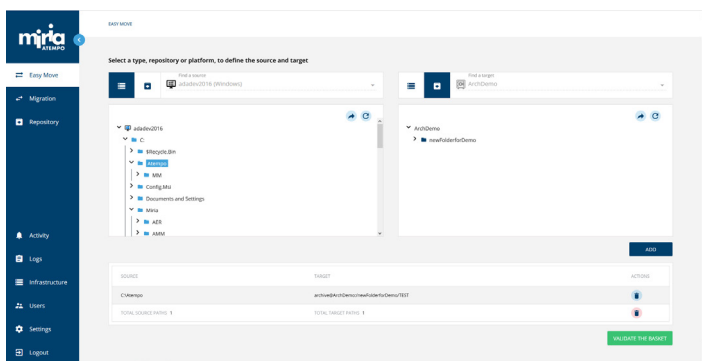 miria
ATEMPO
Easy Move
Migration
Repository
Activity
Logs
Infrastructure
Users
Settings
Logout
EASY MOVE
Select a type, repository or platform, to define the source and target
Find a source
adadev2016 (Windows)
Find a target
ArchDemo
adadev2016
C:
$Recycle.Bin
Atempo
MM
Config.Msi
Documents and Settings
Miria
AER
AMM
ArchDemo
newFolderforDemo
ADD
SOURCE TARGET ACTIONS
C:\Atempo archive@ArchDemo:/newFolderforDemo/TEST
TOTAL SOURCE PATHS 1 TOTAL TARGET PATHS 1
VALIDATE THE BASKET